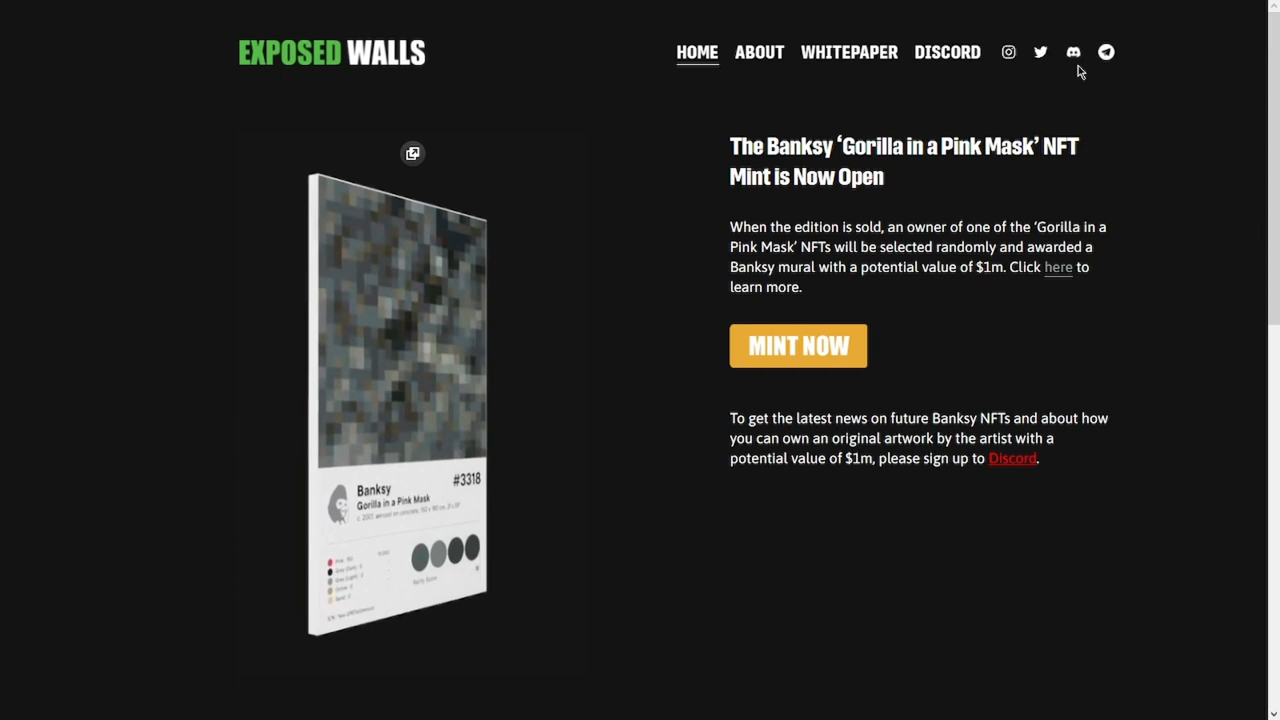 EXPOSED WALLS
HOME ABOUT WHITEPAPER DISCORD
The Banksy ‘Gorilla in a Pink Mask’ NFT
Mint is Now Open
When the edition is sold, an owner of one of the ‘Gorilla in a
Pink Mask’ NFTs will be selected randomly and awarded a
Banksy mural with a potential value of $1m. Click here to
learn more.
MINT NOW
To get the latest news on future Banksy NFTs and about how
you can own an original artwork by the artist with a
potential value of $1m, please sign up to Discord.
Banksy #3318
Gorilla in a Pink Mask
Rarity Score